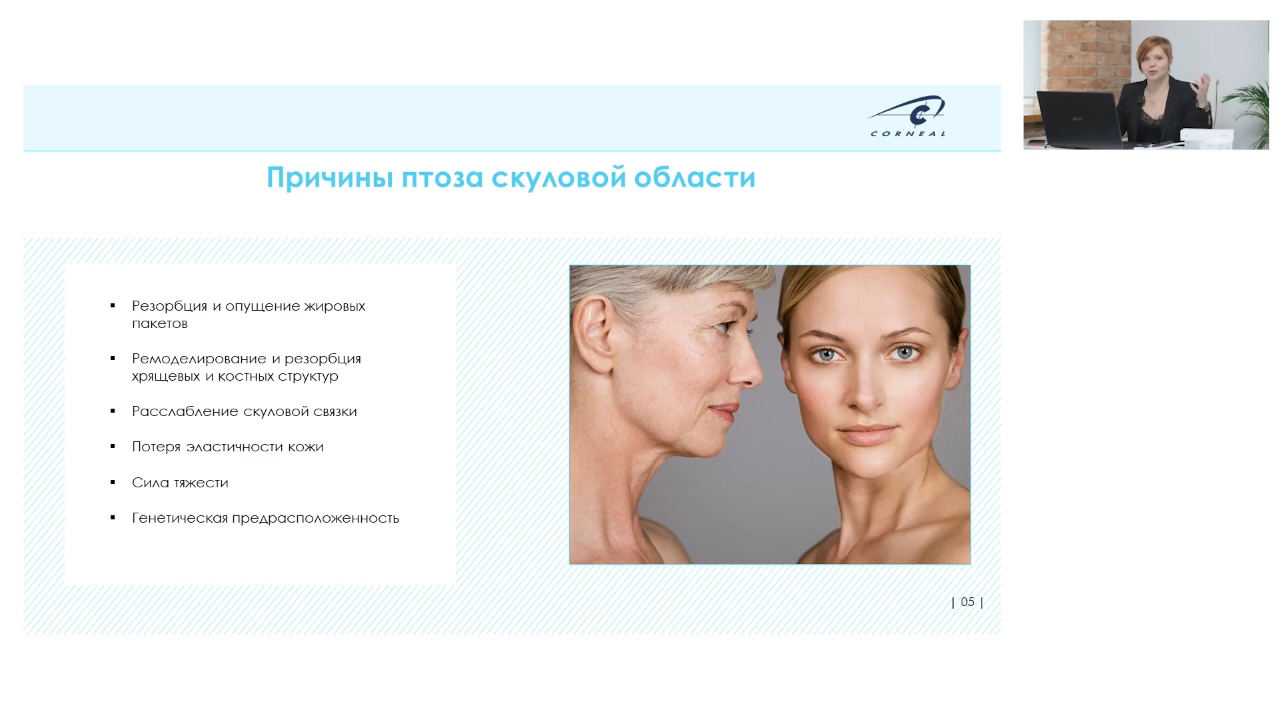 CORNEAL
Причины птоза скуловой области
▪ Резорбция и опущение жировых
пакетов
▪ Ремоделирование и резорбция
хрящевых и костных структур
▪ Расслабление скуловой связки
▪ Потеря эластичности кожи
▪ Сила тяжести
▪ Генетическая предрасположенность
| 05 |